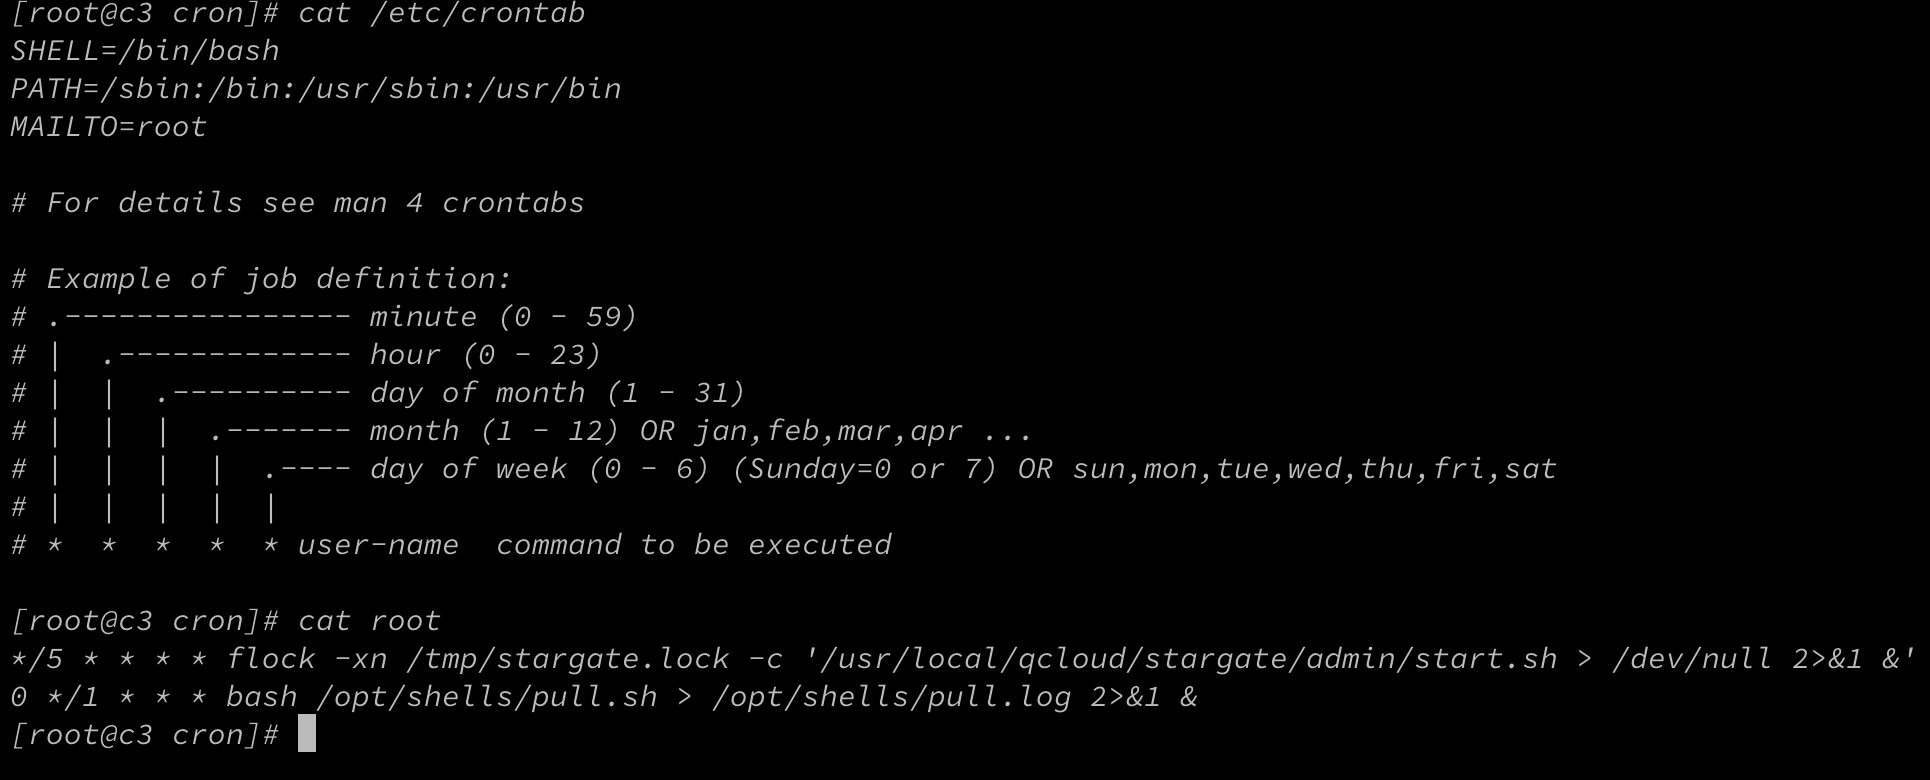 [root@c3 cron]# cat /etc/crontab
SHELL=/bin/bash
PATH=/sbin:/bin:/usr/sbin:/usr/bin
MAILTO=root

# For details see man 4 crontabs

# Example of job definition:
# .---------------- minute (0 - 59)
# |  .------------- hour (0 - 23)
# |  |  .---------- day of month (1 - 31)
# |  |  |  .------- month (1 - 12) OR jan,feb,mar,apr ...
# |  |  |  |  .---- day of week (0 - 6) (Sunday=0 or 7) OR sun,mon,tue,wed,thu,fri,sat
# |  |  |  |  |
# *  *  *  *  * user-name  command to be executed

[root@c3 cron]# cat root
*/5 * * * * flock -xn /tmp/stargate.lock -c '/usr/local/qcloud/stargate/admin/start.sh > /dev/null 2>&1 &'
0 */1 * * * bash /opt/shells/pull.sh > /opt/shells/pull.log 2>&1 &
[root@c3 cron]#